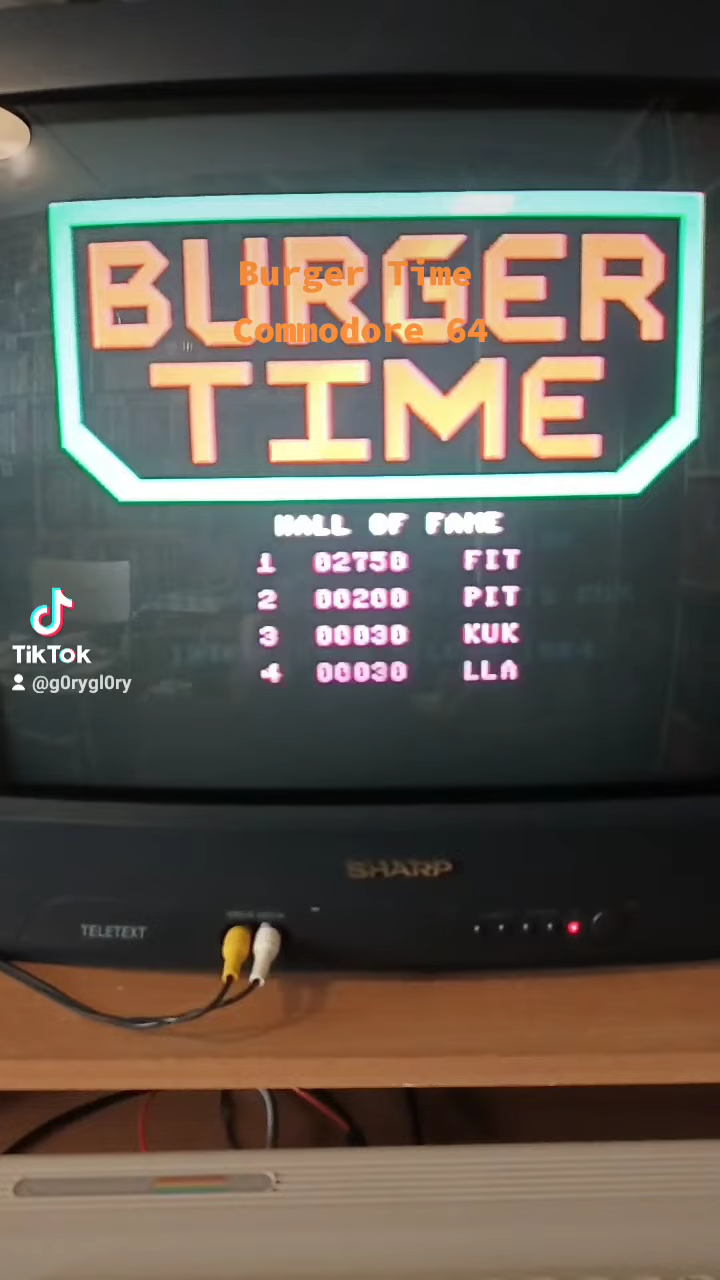 BURGER
TIME
Burger Time
Commodore 64
HALL OF FAME
1 02750 FIT
2 00200 PIT
3 00030 KUK
4 00030 LLA
TikTok
@g0rygl0ry
SHARP
TELETEXT